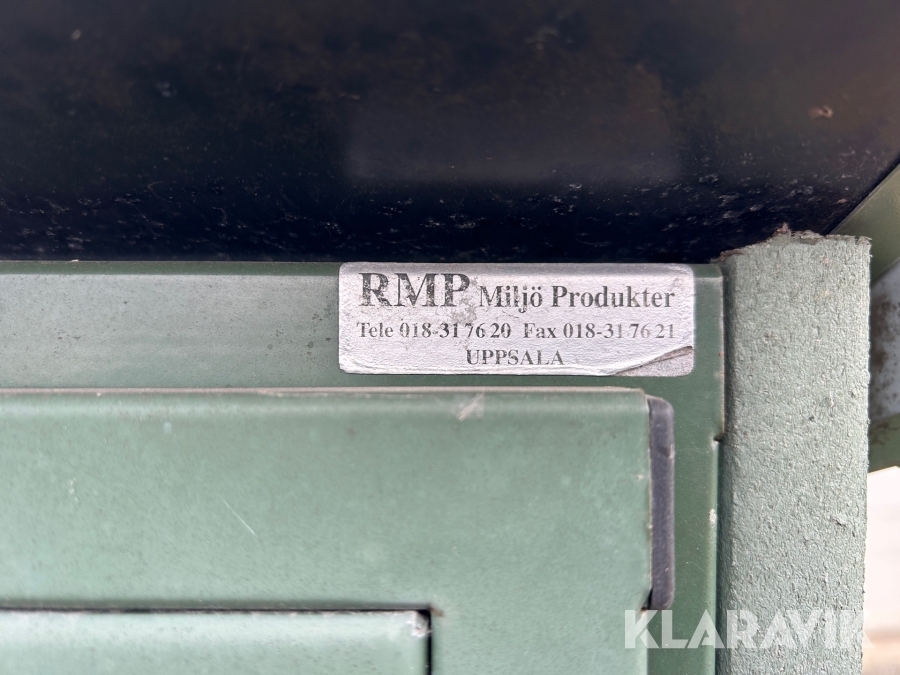 RMP Miljö Produkter
Tele 018-31 76 20 Fax 018-31 76 21
UPPSALA
KLARAVIK